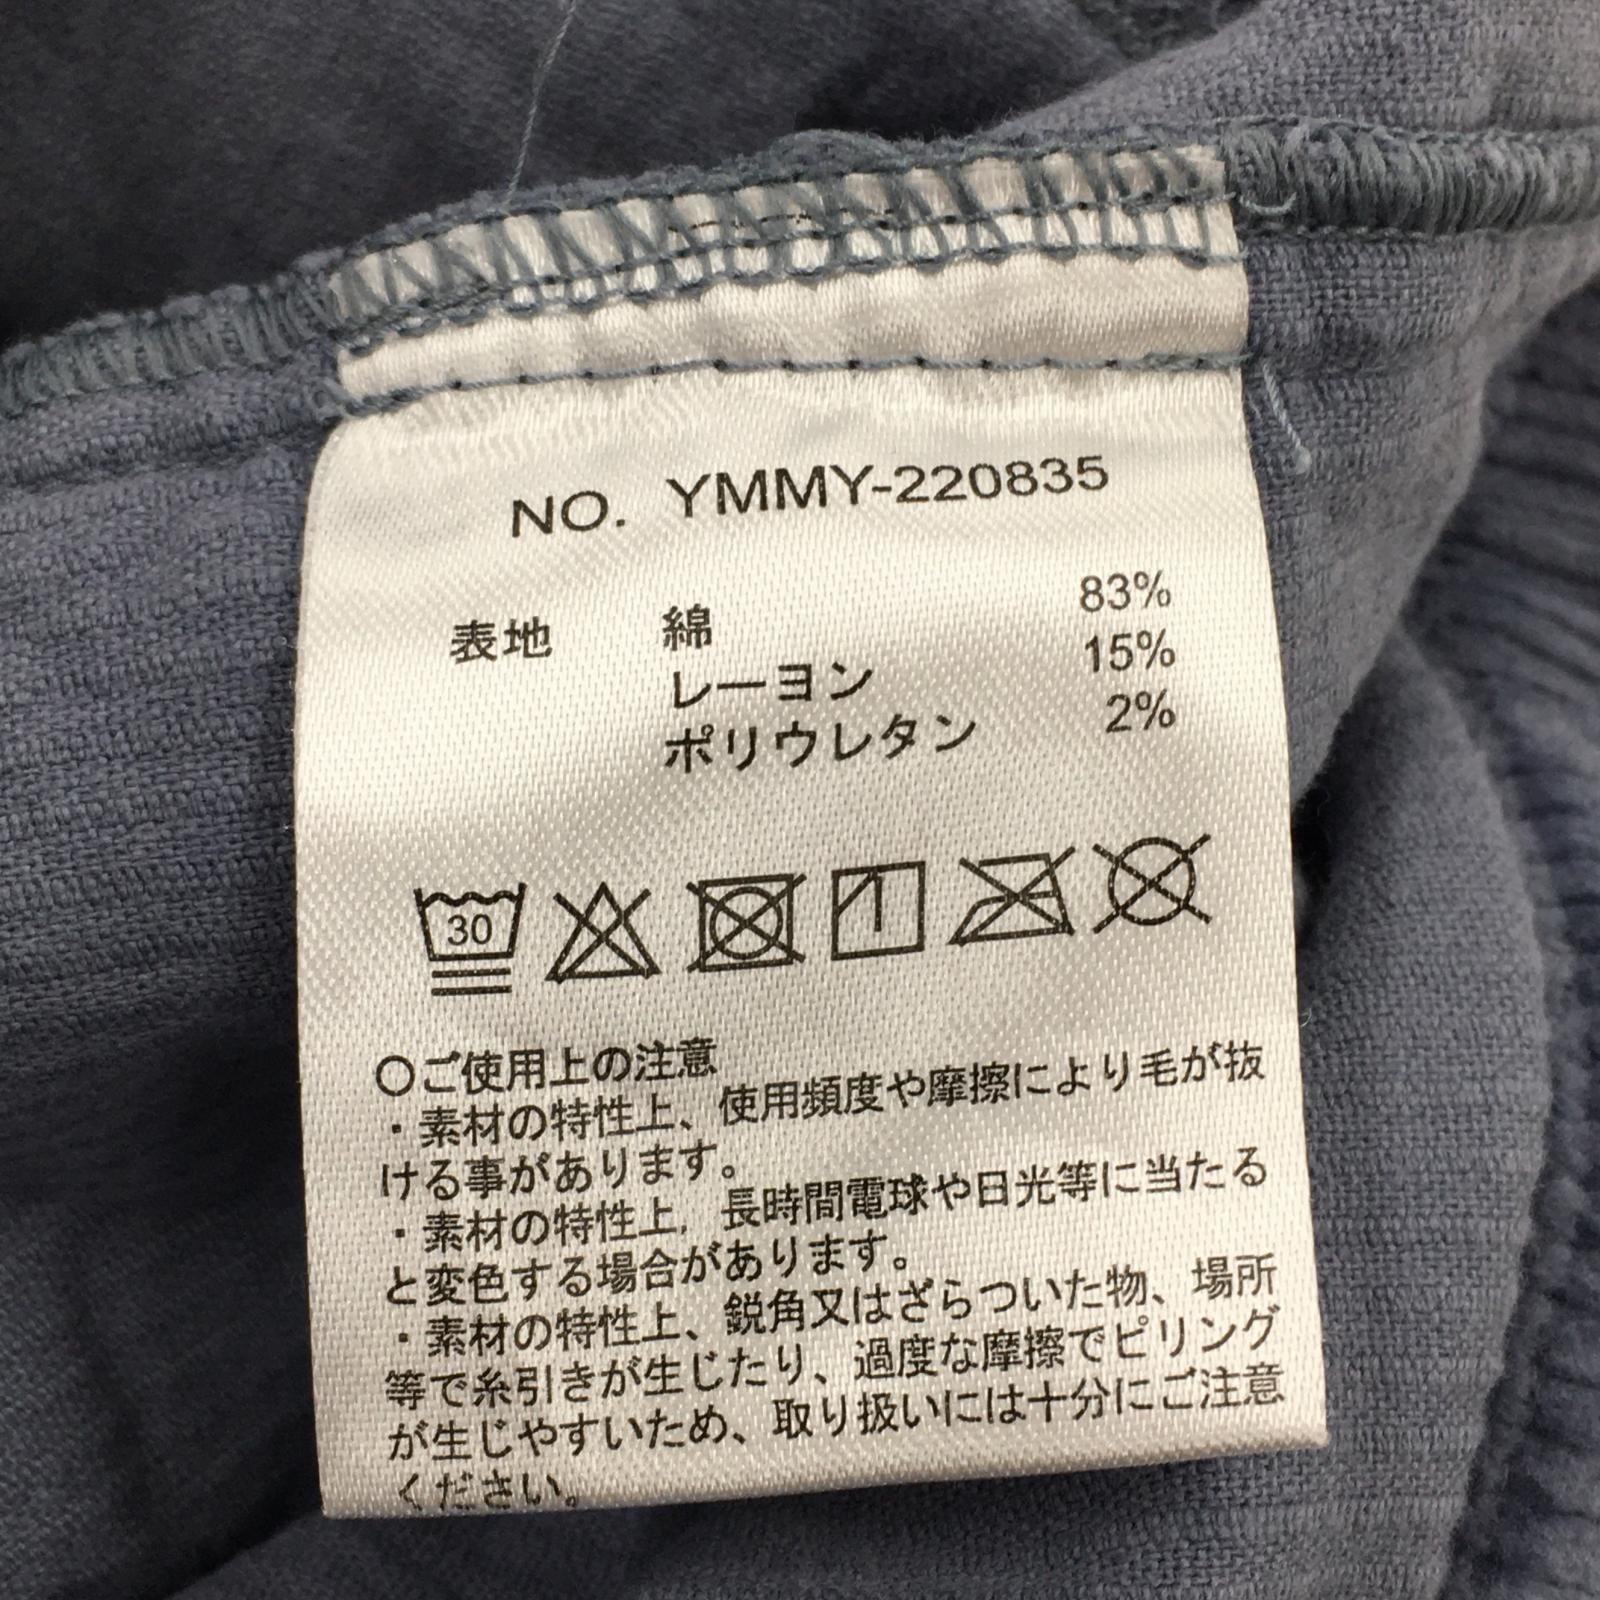 NO. YMMY-220835
表地 綿 83%
レーヨン 15%
ポリウレタン 2%
30
〇ご使用上の注意
・素材の特性上、使用頻度や摩擦により毛が抜
ける事があります。
・素材の特性上，長時間電球や日光等に当たる
と変色する場合があります。
・素材の特性上、鋭角又はざらついた物、場所
等で糸引きが生じたり、過度な摩擦でピリング
が生じやすいため、取り扱いには十分にご注意
ください。